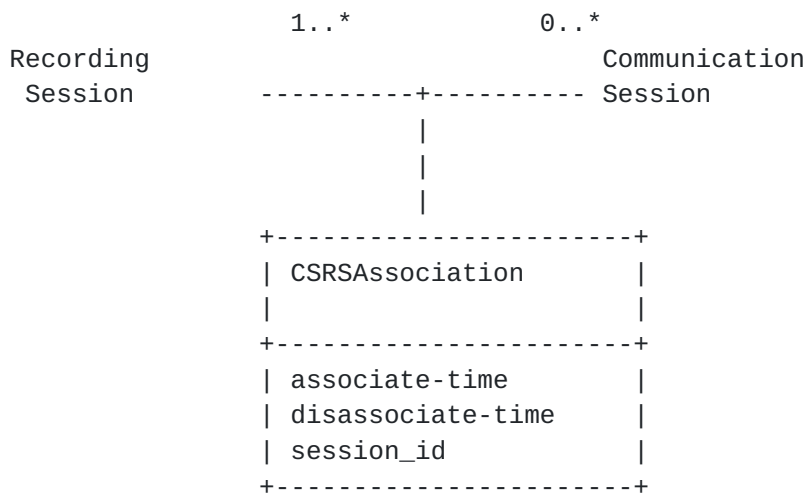 1..* 0..*
Recording Communication
Session ----------+---------- Session
|
|
|
+-----------------------+
| CSRSAssociation |
| |
+-----------------------+
| associate-time |
| disassociate-time |
| session_id |
+-----------------------+